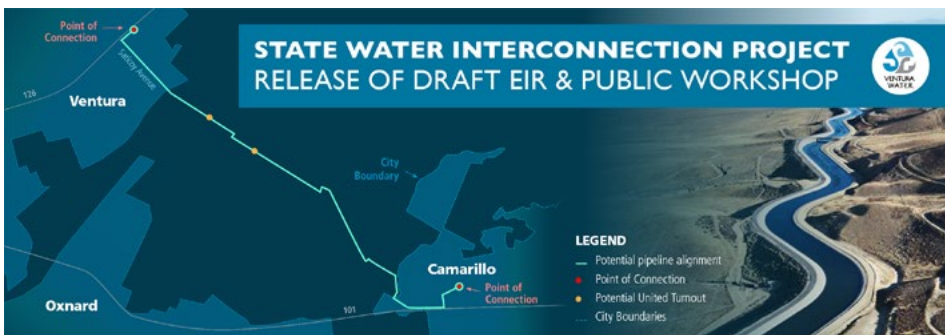 STATE WATER INTERCONNECTION PROJECT
RELEASE OF DRAFT EIR & PUBLIC WORKSHOP
VENTURA
WATER
Point of
Connection
Satcoy Avenue
126
Ventura
City
Boundary
Camarillo
Point of
Connection
101
Oxnard
LEGEND
Potential pipeline alignment
Point of Connection
Potential United Turnout
City Boundaries